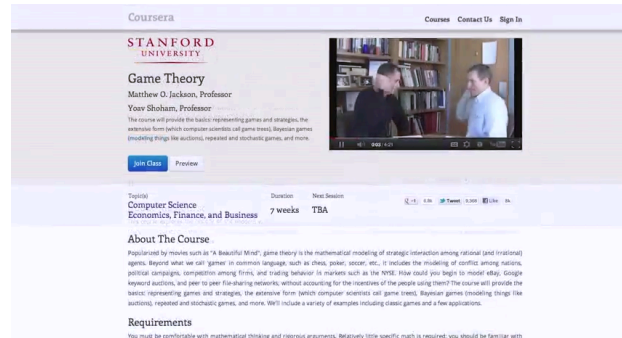 Coursera
Courses Contact Us Sign In
STANFORD
UNIVERSITY
Game Theory
Matthew O. Jackson, Professor
Yoav Shoham, Professor
The course will provide the basics: representing games and strategies, the
extensive form (which computer scientists call game trees), Bayesian games
(modeling things like auctions), repeated and stochastic games, and more.
Join Class Preview
Topic(s) Duration Next Session
Computer Science
Economics, Finance, and Business
7 weeks TBA
Tweet Like
About The Course
Popularized by movies such as "A Beautiful Mind", game theory is the mathematical modeling of strategic interaction among rational (and irrational)
agents. Beyond what we call 'games' in common language, such as chess, poker, soccer, etc., it includes the modeling of conflict among nations,
political campaigns, competition among firms, and trading behavior in markets such as the NYSE. How could you begin to model eBay, Google
keyword auctions, and peer to peer file-sharing networks, without accounting for the incentives of the people using them? The course will provide the
basics: representing games and strategies, the extensive form (which computer scientists call game trees), Bayesian games (modeling things like
auctions), repeated and stochastic games, and more. We'll include a variety of examples including classic games and a few applications.
Requirements
You must be comfortable with mathematical thinking and rigorous arguments. Relatively little specific math is required; you should be familiar with